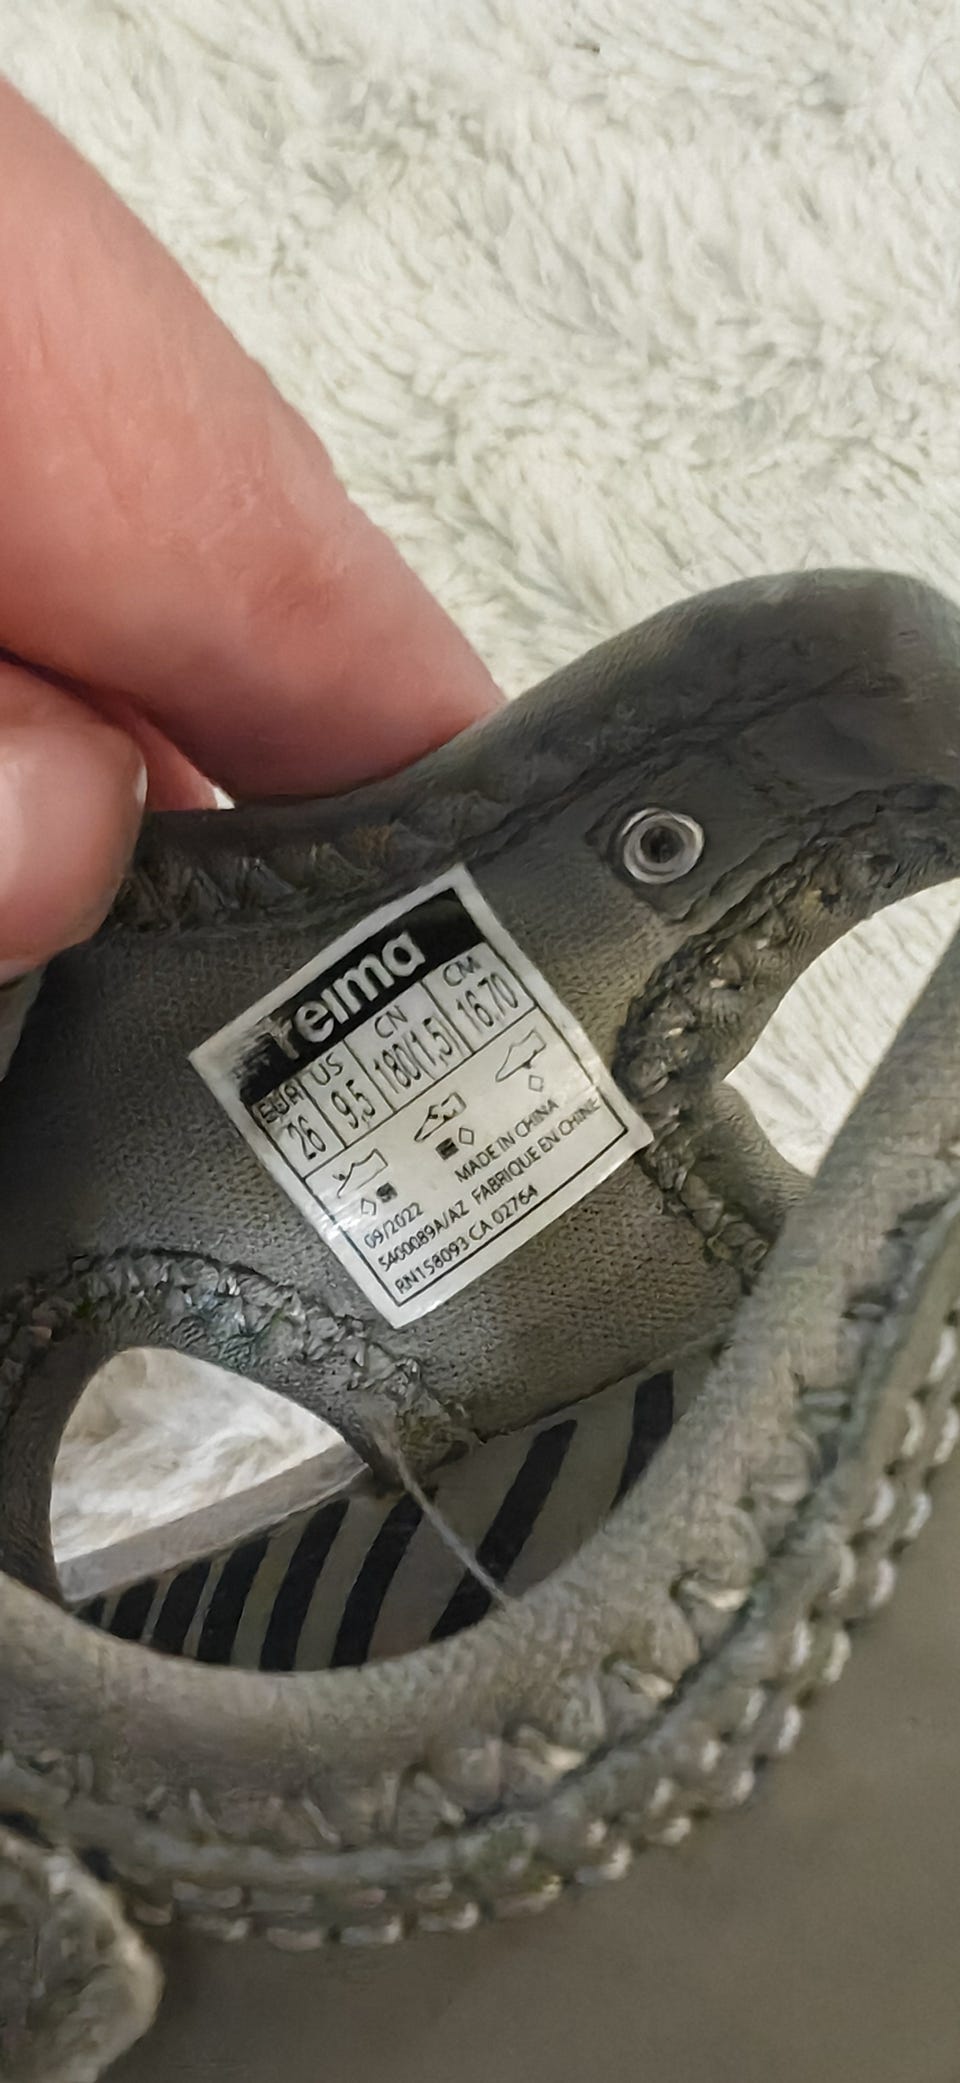 reima
EUR US CN CM
26 9,5 180(1,5) 16,70
09/2022 MADE IN CHINA
5400089A/AZ FABRIQUE EN CHINE
RN158093 CA 02764